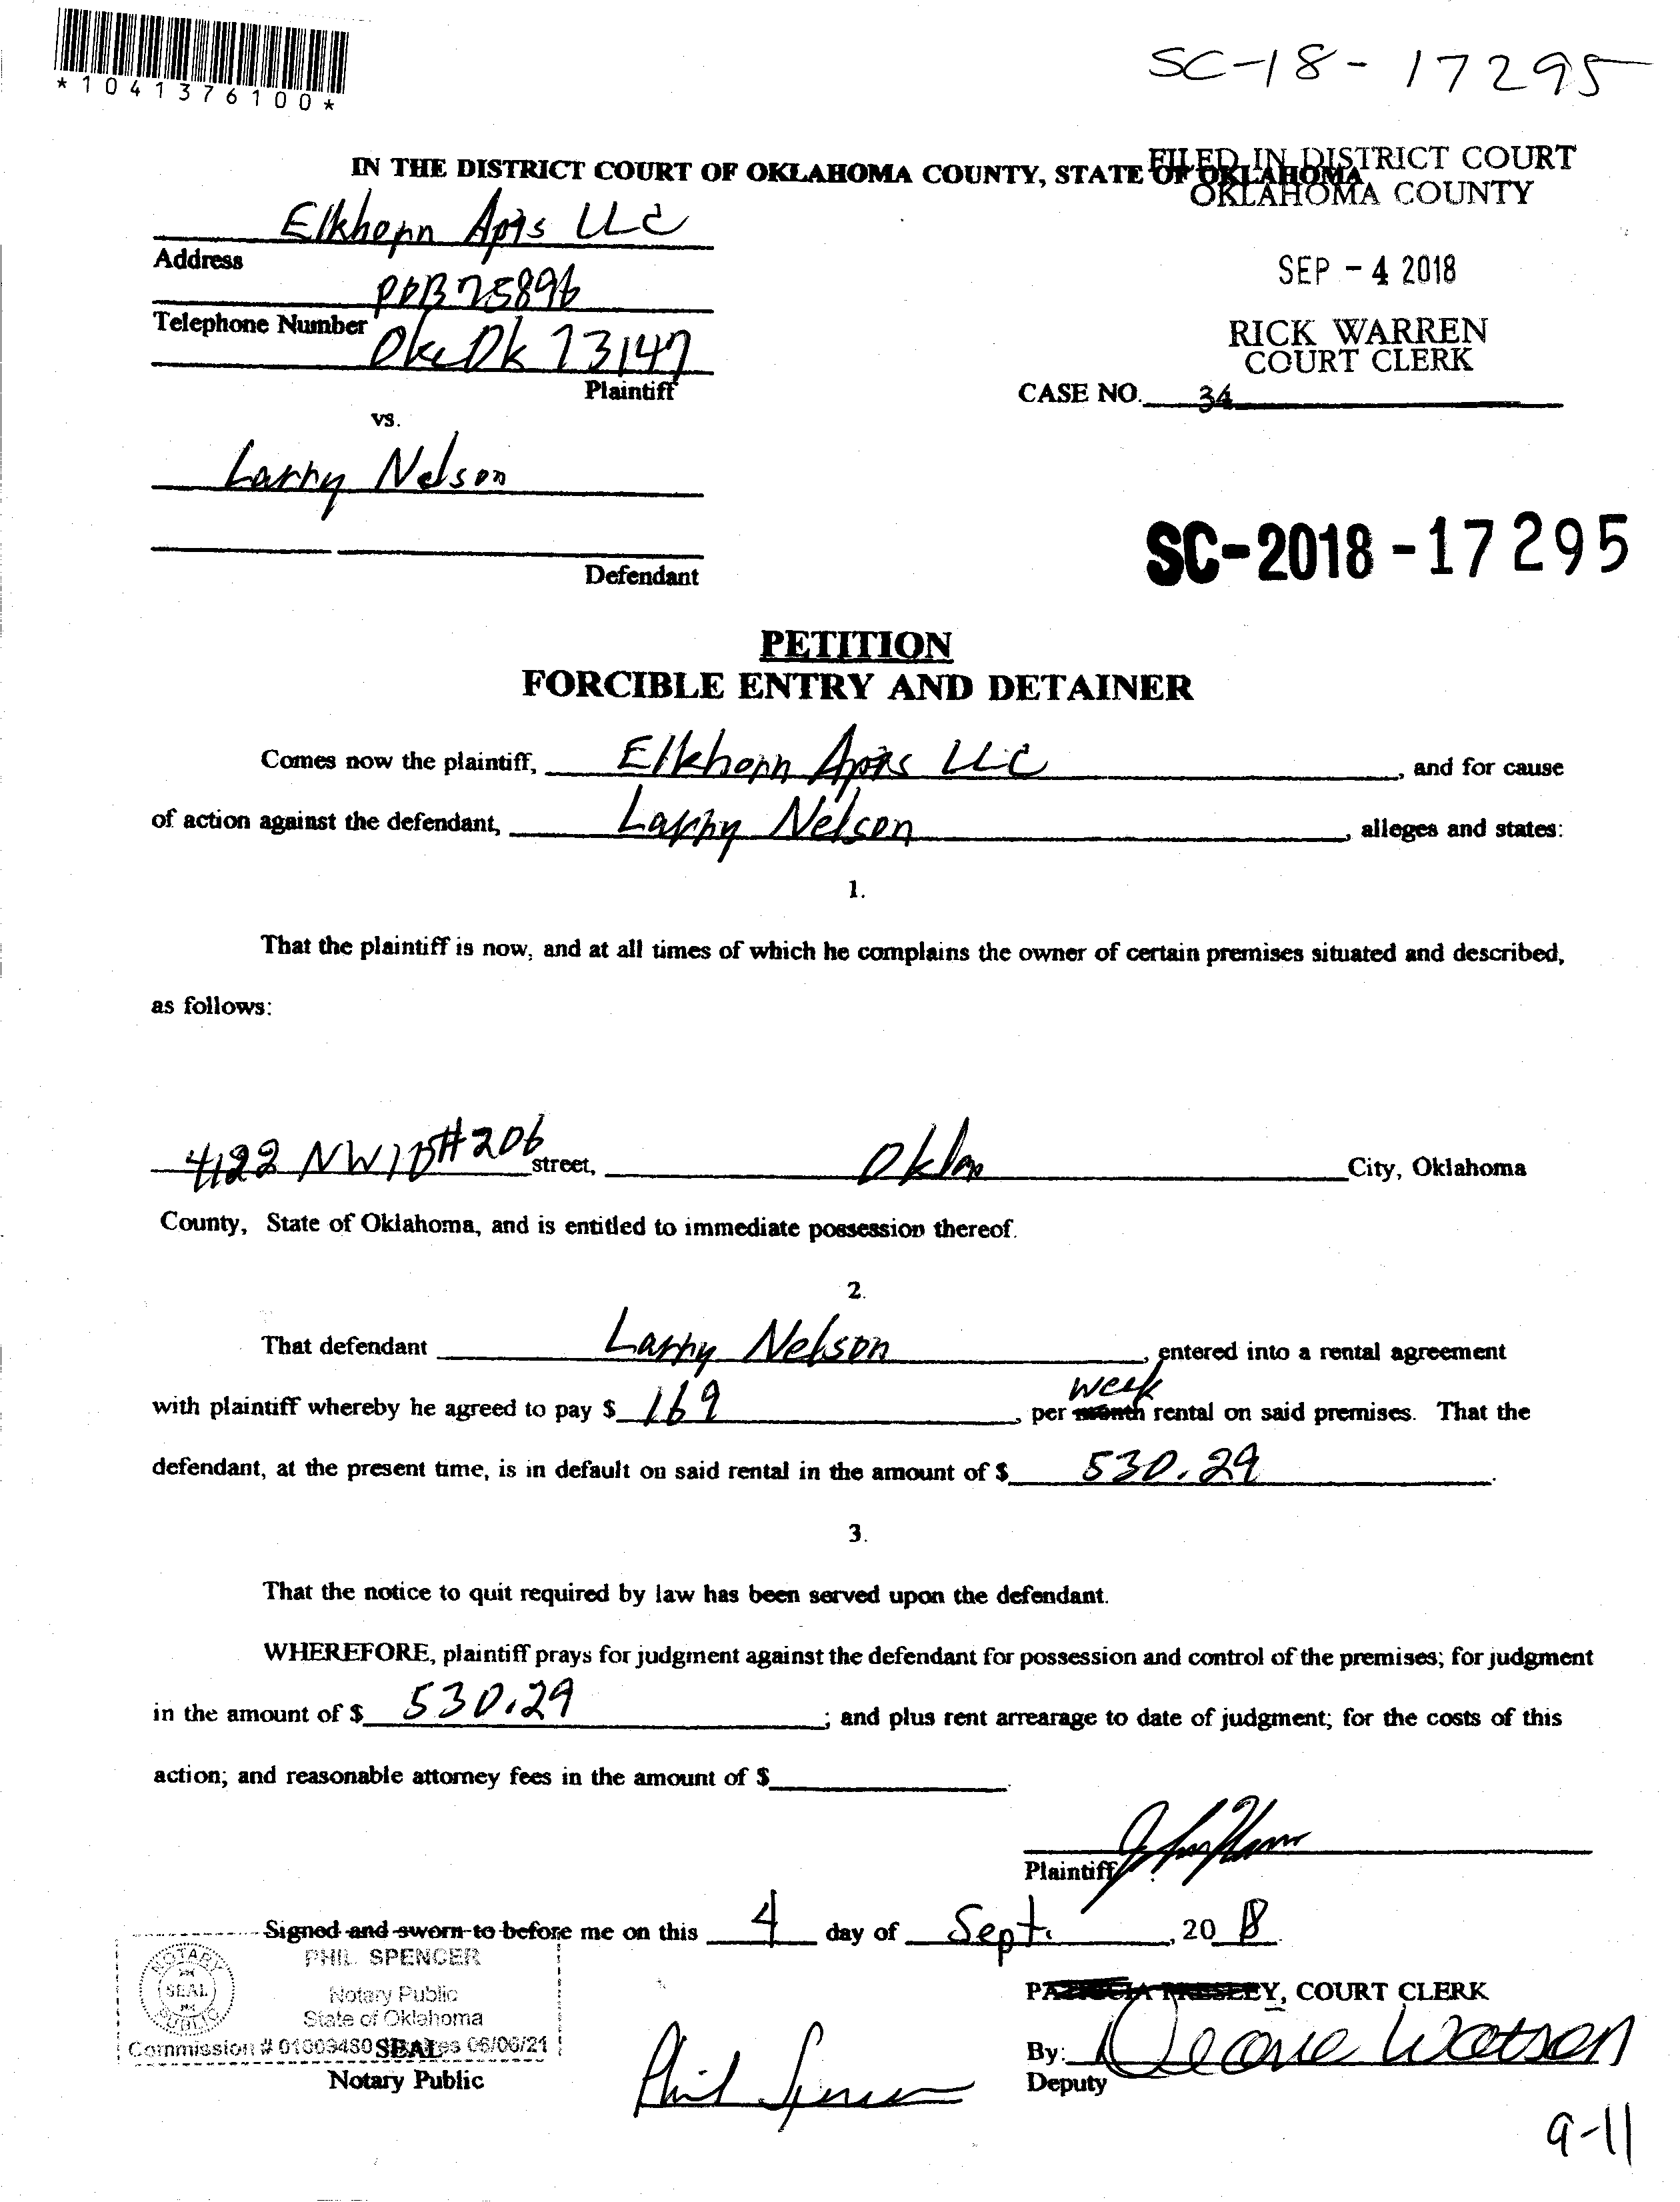 *1041376100*
SC-18-17295
IN THE DISTRICT COURT OF OKLAHOMA COUNTY, STATE OF OKLAHOMA
FILED IN DISTRICT COURT
OKLAHOMA COUNTY
Elkhorn Apts LLC
Address
POB 75896
SEP - 4 2018
Telephone Number
Okc Ok 73147
RICK WARREN
COURT CLERK
Plaintiff
CASE NO. 34
vs.
Larry Nelson
Defendant
SC-2018-17295
PETITION
FORCIBLE ENTRY AND DETAINER
Comes now the plaintiff, Elkhorn Apts LLC, and for cause
of action against the defendant, Larry Nelson, alleges and states:
1.
That the plaintiff is now, and at all times of which he complains the owner of certain premises situated and described,
as follows:
4122 NW10 #206 street, City, Oklahoma
County, State of Oklahoma, and is entitled to immediate possession thereof.
2.
That defendant Larry Nelson, entered into a rental agreement
with plaintiff whereby he agreed to pay $ 169, per month week rental on said premises. That the
defendant, at the present time, is in default on said rental in the amount of $ 530.29.
3.
That the notice to quit required by law has been served upon the defendant.
WHEREFORE, plaintiff prays for judgment against the defendant for possession and control of the premises; for judgment
in the amount of $ 530.29; and plus rent arrearage to date of judgment; for the costs of this
action; and reasonable attorney fees in the amount of $ .
Plaintiff
Signed and sworn to before me on this 4 day of Sept., 2018.
PHIL SPENCER
NOTARY PUBLIC
SEAL
Notary Public
State of Oklahoma
PATRICIA PRESLEY, COURT CLERK
Commission # 01003480 Expires 06/06/21
SEAL
By: Watson
Notary Public
Phil Spencer
Deputy
9-11